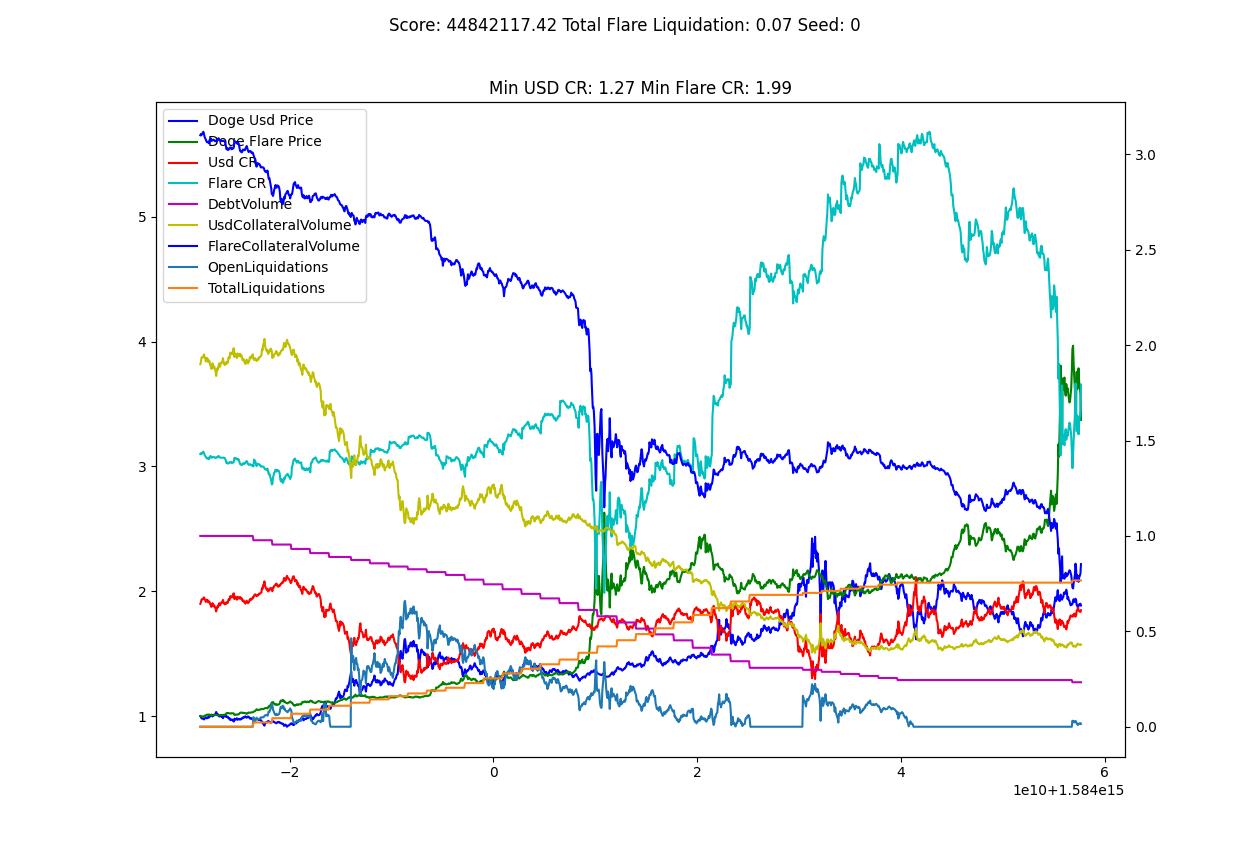 Score: 44842117.42 Total Flare Liquidation: 0.07 Seed: 0
Min USD CR: 1.27 Min Flare CR: 1.99
Doge Usd Price
Doge Flare Price
Usd CR
Flare CR
DebtVolume
UsdCollateralVolume
FlareCollateralVolume
OpenLiquidations
TotalLiquidations
5
4
3
2
1
3.0
2.5
2.0
1.5
1.0
0.5
0.0
−2
0
2
4
6
1e10+1.584e15